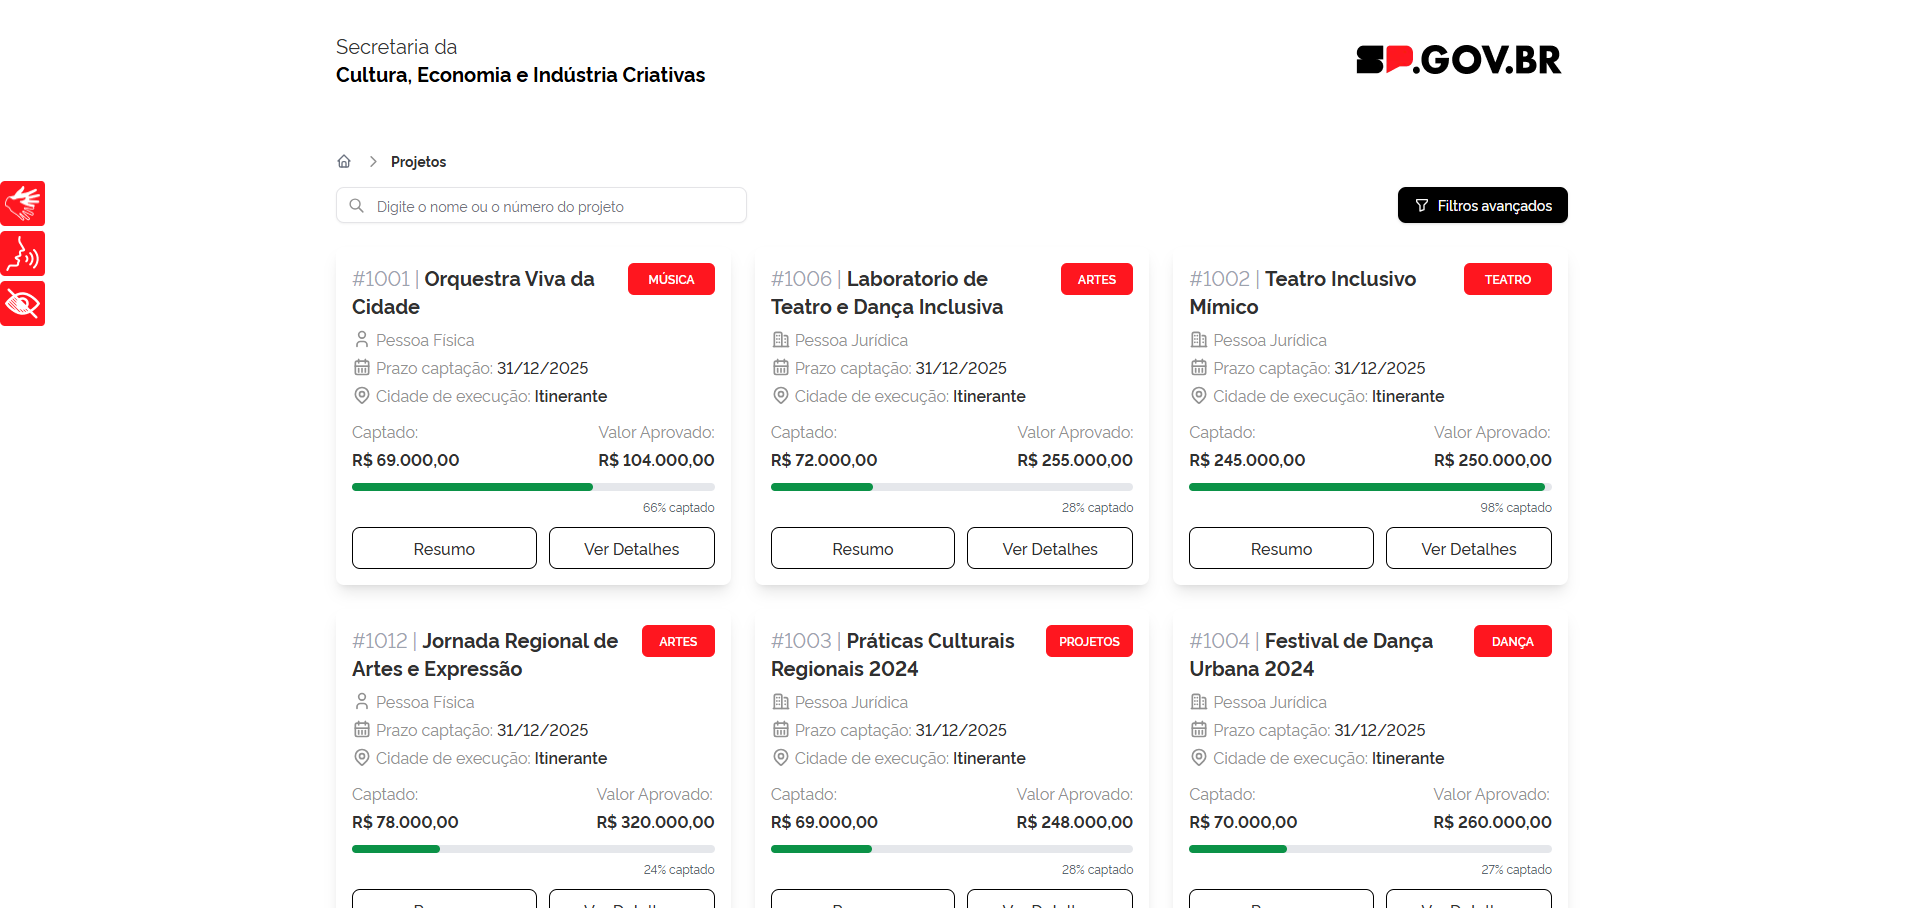 Secretaria da
Cultura, Economia e Indústria Criativas
SP.GOV.BR
Projetos
Digite o nome ou o número do projeto
Filtros avançados
#1001 | Orquestra Viva da Cidade
MÚSICA
Pessoa Física
Prazo captação: 31/12/2025
Cidade de execução: Itinerante
Captado: Valor Aprovado:
R$ 69.000,00 R$ 104.000,00
66% captado
Resumo Ver Detalhes
#1006 | Laboratorio de Teatro e Dança Inclusiva
ARTES
Pessoa Jurídica
Prazo captação: 31/12/2025
Cidade de execução: Itinerante
Captado: Valor Aprovado:
R$ 72.000,00 R$ 255.000,00
28% captado
Resumo Ver Detalhes
#1002 | Teatro Inclusivo Mímico
TEATRO
Pessoa Jurídica
Prazo captação: 31/12/2025
Cidade de execução: Itinerante
Captado: Valor Aprovado:
R$ 245.000,00 R$ 250.000,00
98% captado
Resumo Ver Detalhes
#1012 | Jornada Regional de Artes e Expressão
ARTES
Pessoa Física
Prazo captação: 31/12/2025
Cidade de execução: Itinerante
Captado: Valor Aprovado:
R$ 78.000,00 R$ 320.000,00
24% captado
#1003 | Práticas Culturais Regionais 2024
PROJETOS
Pessoa Jurídica
Prazo captação: 31/12/2025
Cidade de execução: Itinerante
Captado: Valor Aprovado:
R$ 69.000,00 R$ 248.000,00
28% captado
#1004 | Festival de Dança Urbana 2024
DANÇA
Pessoa Jurídica
Prazo captação: 31/12/2025
Cidade de execução: Itinerante
Captado: Valor Aprovado:
R$ 70.000,00 R$ 260.000,00
27% captado